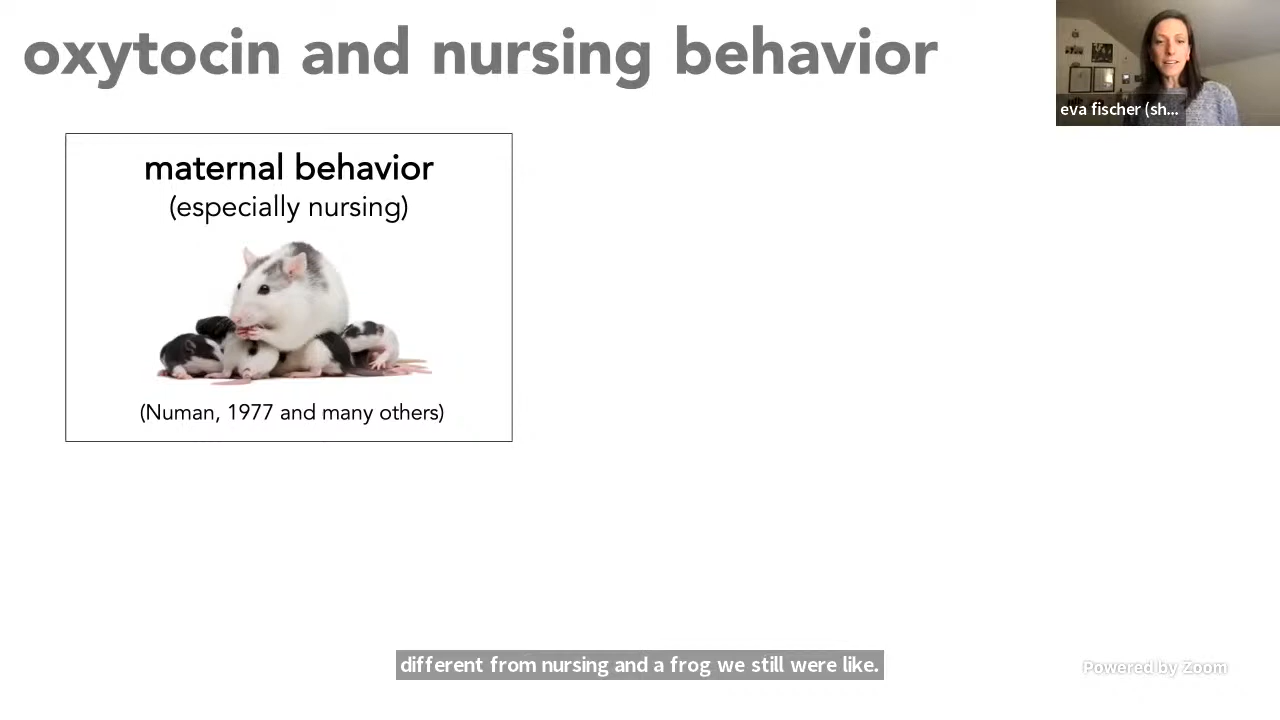 oxytocin and nursing behavior
eva fischer (sh...
maternal behavior
(especially nursing)
(Numan, 1977 and many others)
different from nursing and a frog we still were like.
Powered by Zoom